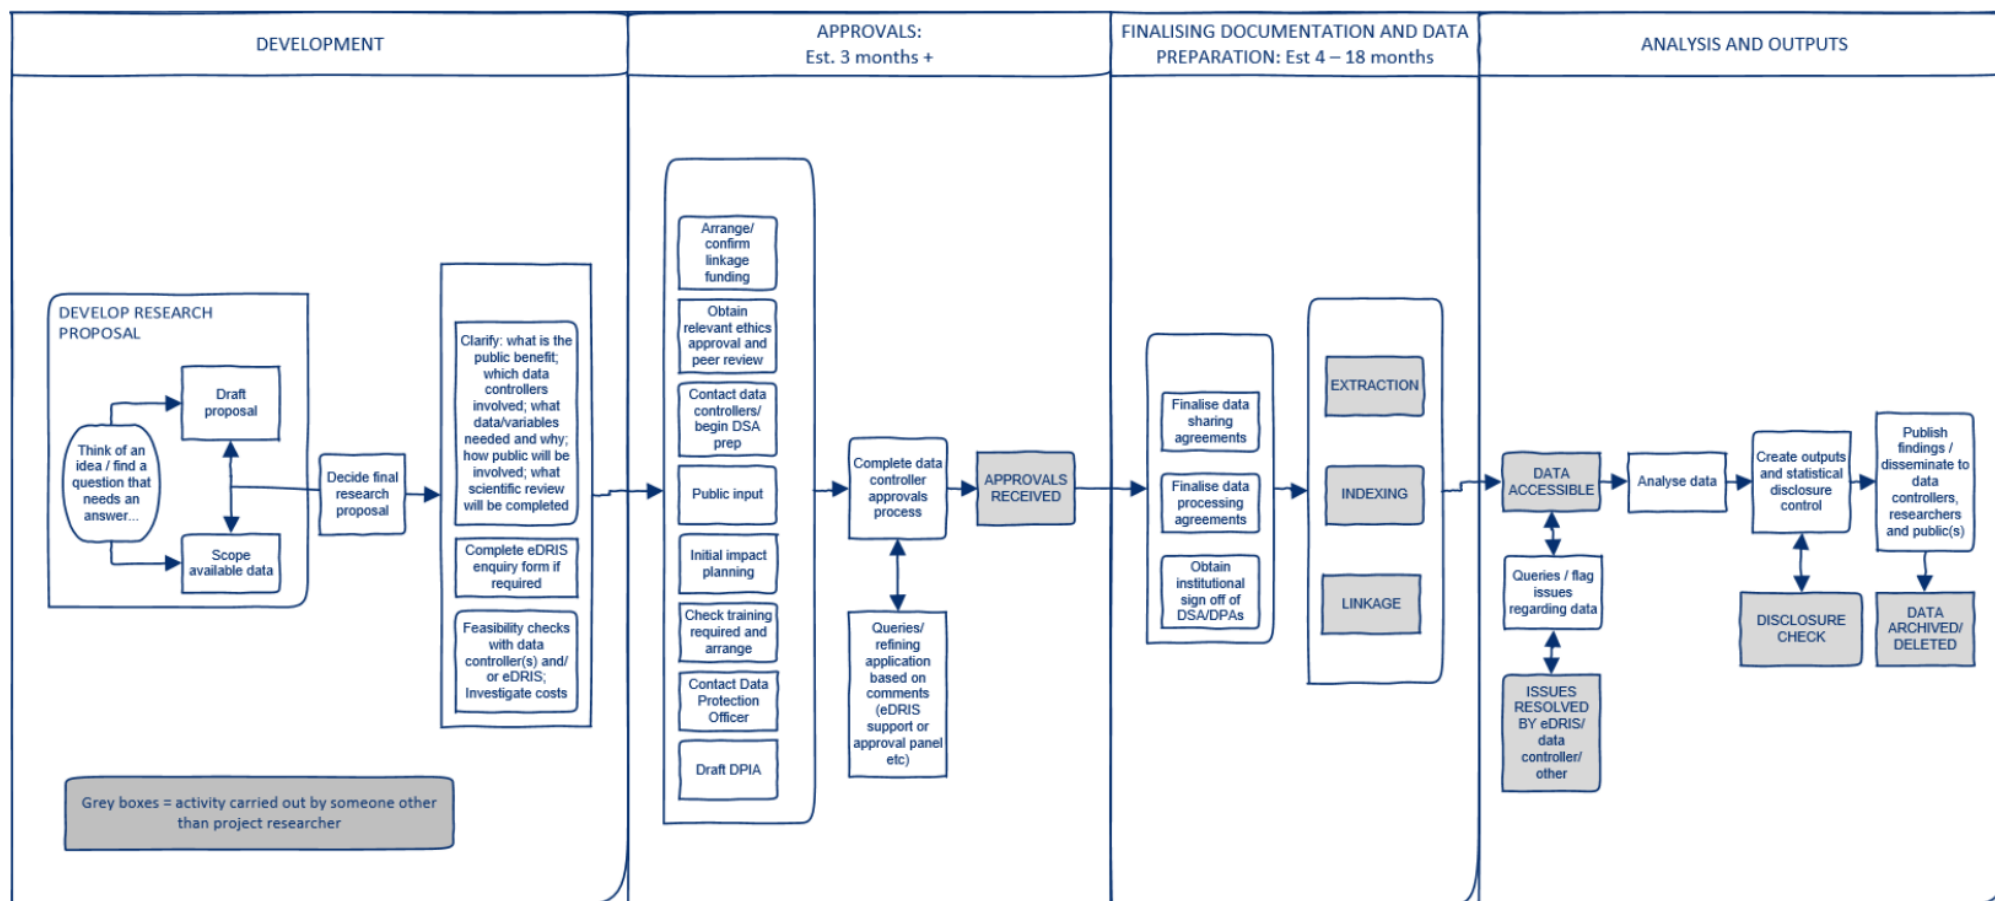 DEVELOPMENT
APPROVALS:
Est. 3 months +
FINALISING DOCUMENTATION AND DATA
PREPARATION: Est 4 – 18 months
ANALYSIS AND OUTPUTS
DEVELOP RESEARCH
PROPOSAL
Think of an
idea / find a
question that
needs an
answer...
Draft
proposal
Scope
available data
Decide final
research
proposal
Clarify: what is the
public benefit;
which data
controllers
involved; what
data/variables
needed and why;
how public will be
involved; what
scientific review
will be completed
Complete eDRIS
enquiry form if
required
Feasibility checks
with data
controller(s) and/
or eDRIS;
Investigate costs
Grey boxes = activity carried out by someone other
than project researcher
Arrange/
confirm
linkage
funding
Obtain
relevant ethics
approval and
peer review
Contact data
controllers/
begin DSA
prep
Public input
Initial impact
planning
Check training
required and
arrange
Contact Data
Protection
Officer
Draft DPIA
Complete data
controller
approvals
process
Queries/
refining
application
based on
comments
(eDRIS
support or
approval panel
etc)
APPROVALS
RECEIVED
Finalise data
sharing
agreements
Finalise data
processing
agreements
Obtain
institutional
sign off of
DSA/DPAs
EXTRACTION
INDEXING
LINKAGE
DATA
ACCESSIBLE
Queries / flag
issues
regarding data
ISSUES
RESOLVED
BY eDRIS/
data
controller/
other
Analyse data
Create outputs
and statistical
disclosure
control
DISCLOSURE
CHECK
Publish
findings /
disseminate to
data
controllers,
researchers
and public(s)
DATA
ARCHIVED/
DELETED